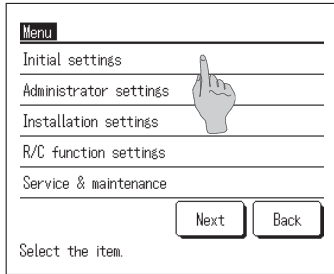 Menu
Initial settings
Administrator settings
Installation settings
R/C function settings
Service & maintenance
Next
Back
Select the item.